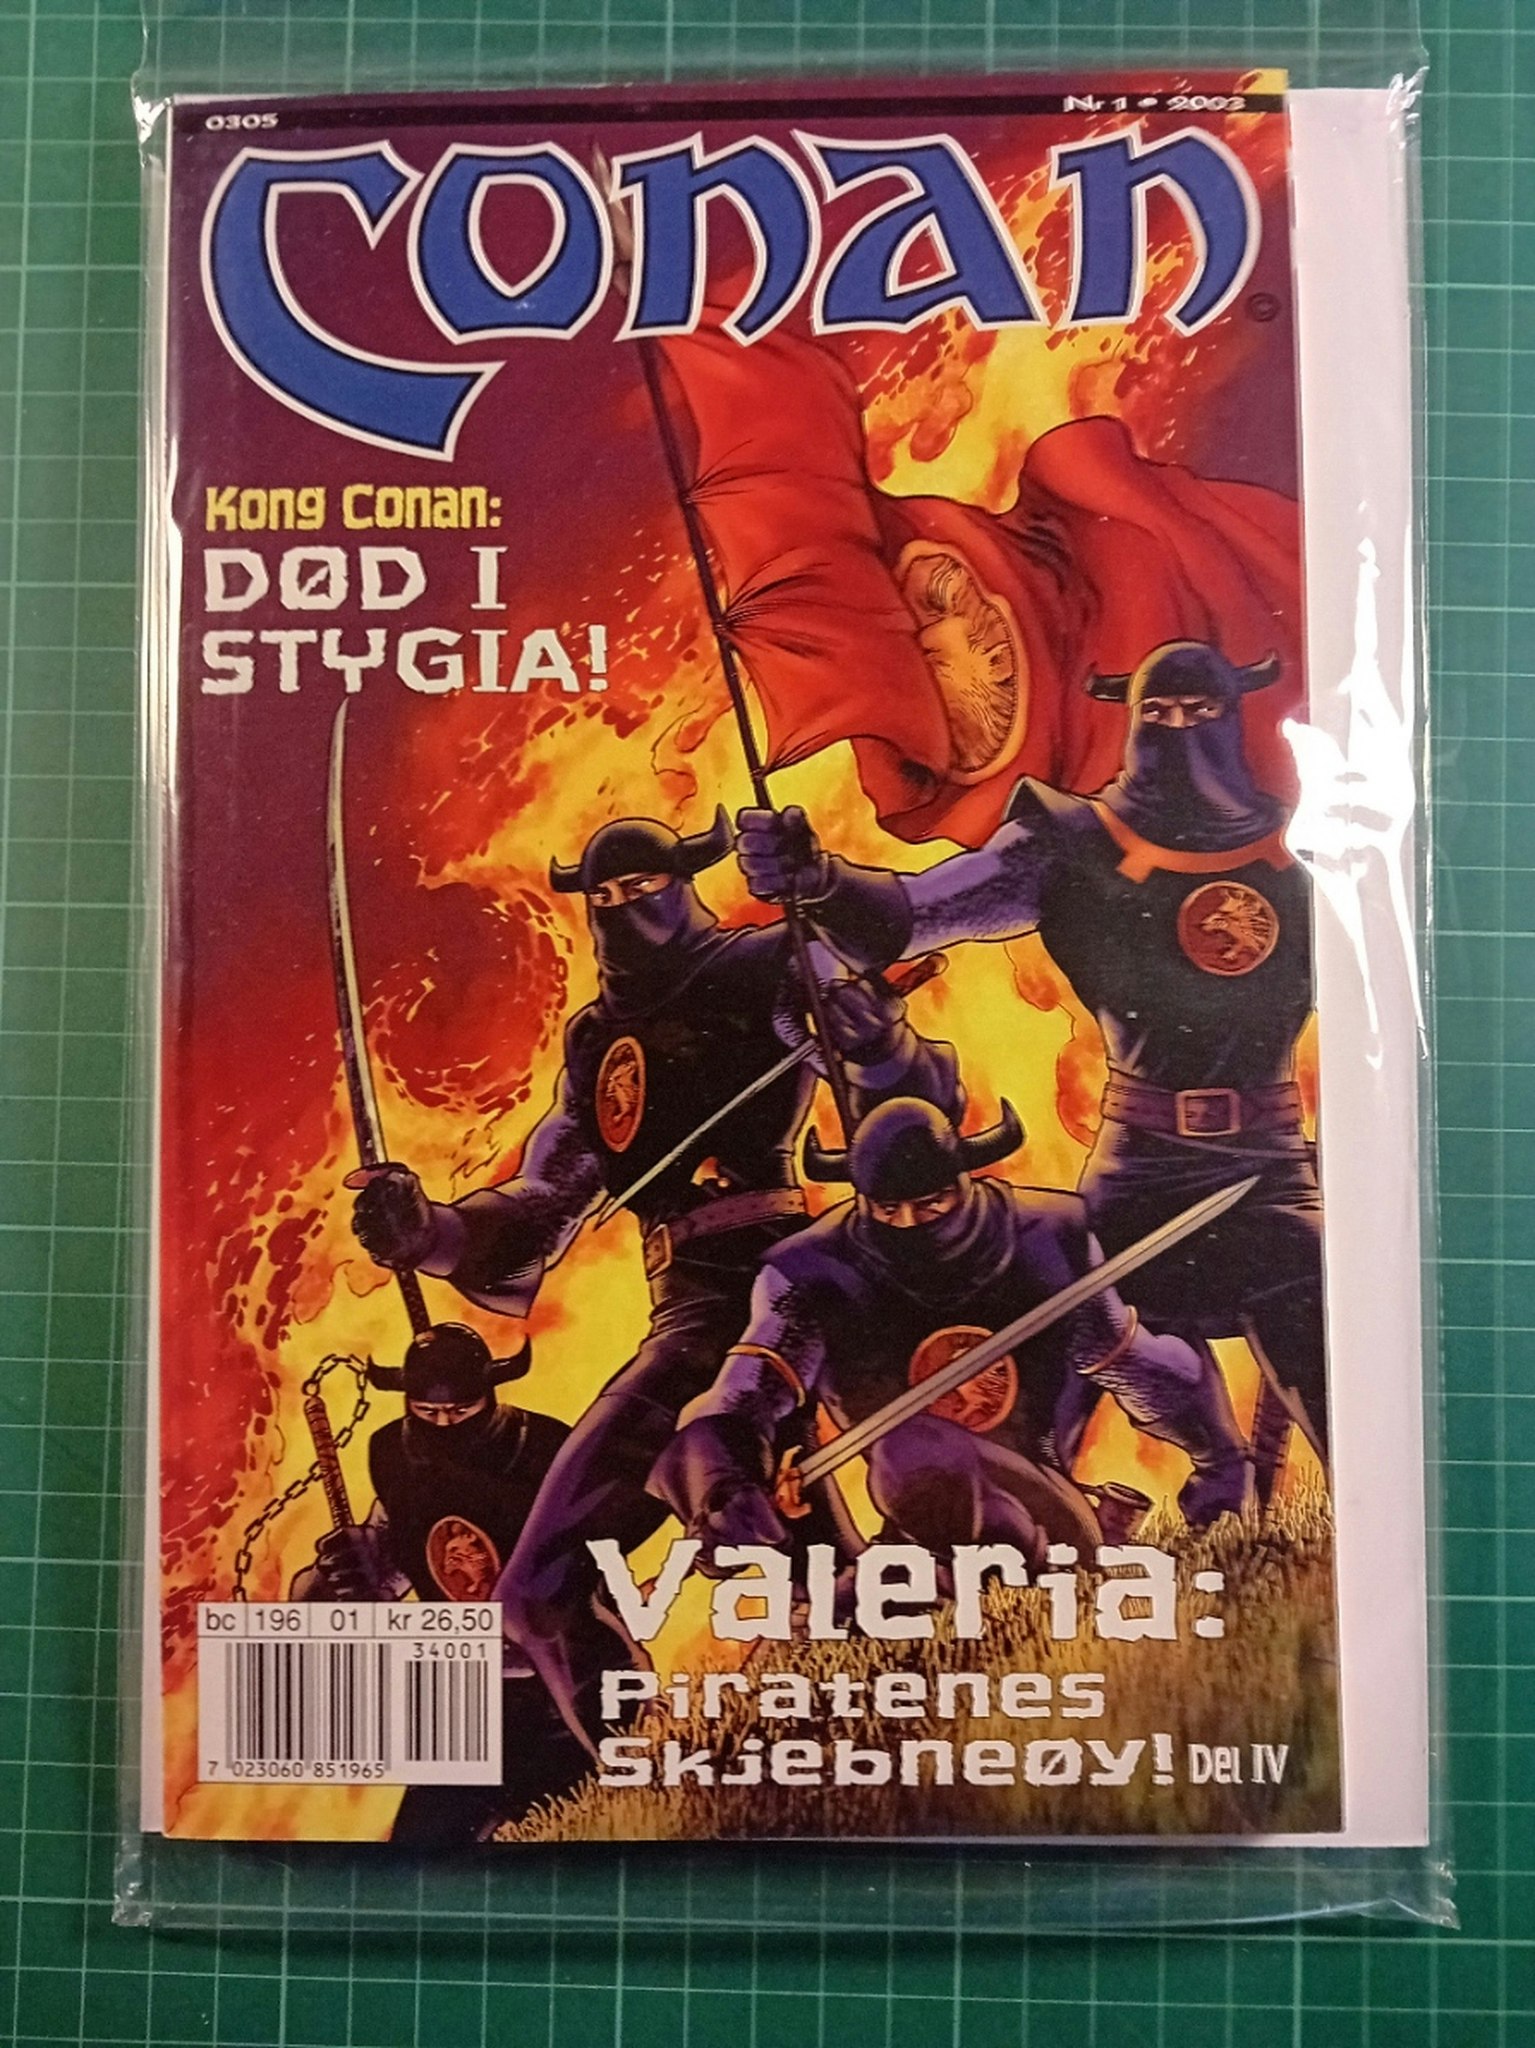 0305
Nr 1 • 2003
Conan
©
Kong Conan:
DØD I
STYGIA!
Valeria:
Piratenes
Skjebneøy! Del IV
bc 196 01 kr 26,50
34001
7 023060 851965